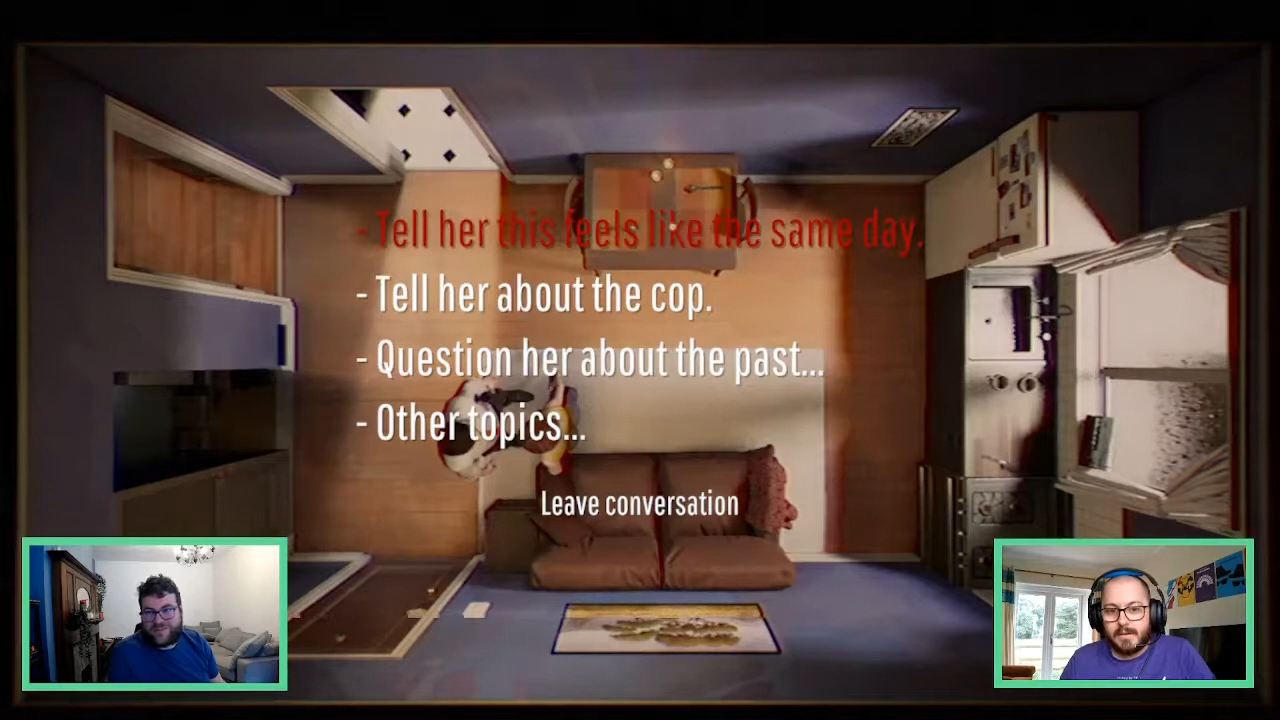 - Tell her this feels like the same day.
- Tell her about the cop.
- Question her about the past...
- Other topics...
Leave conversation